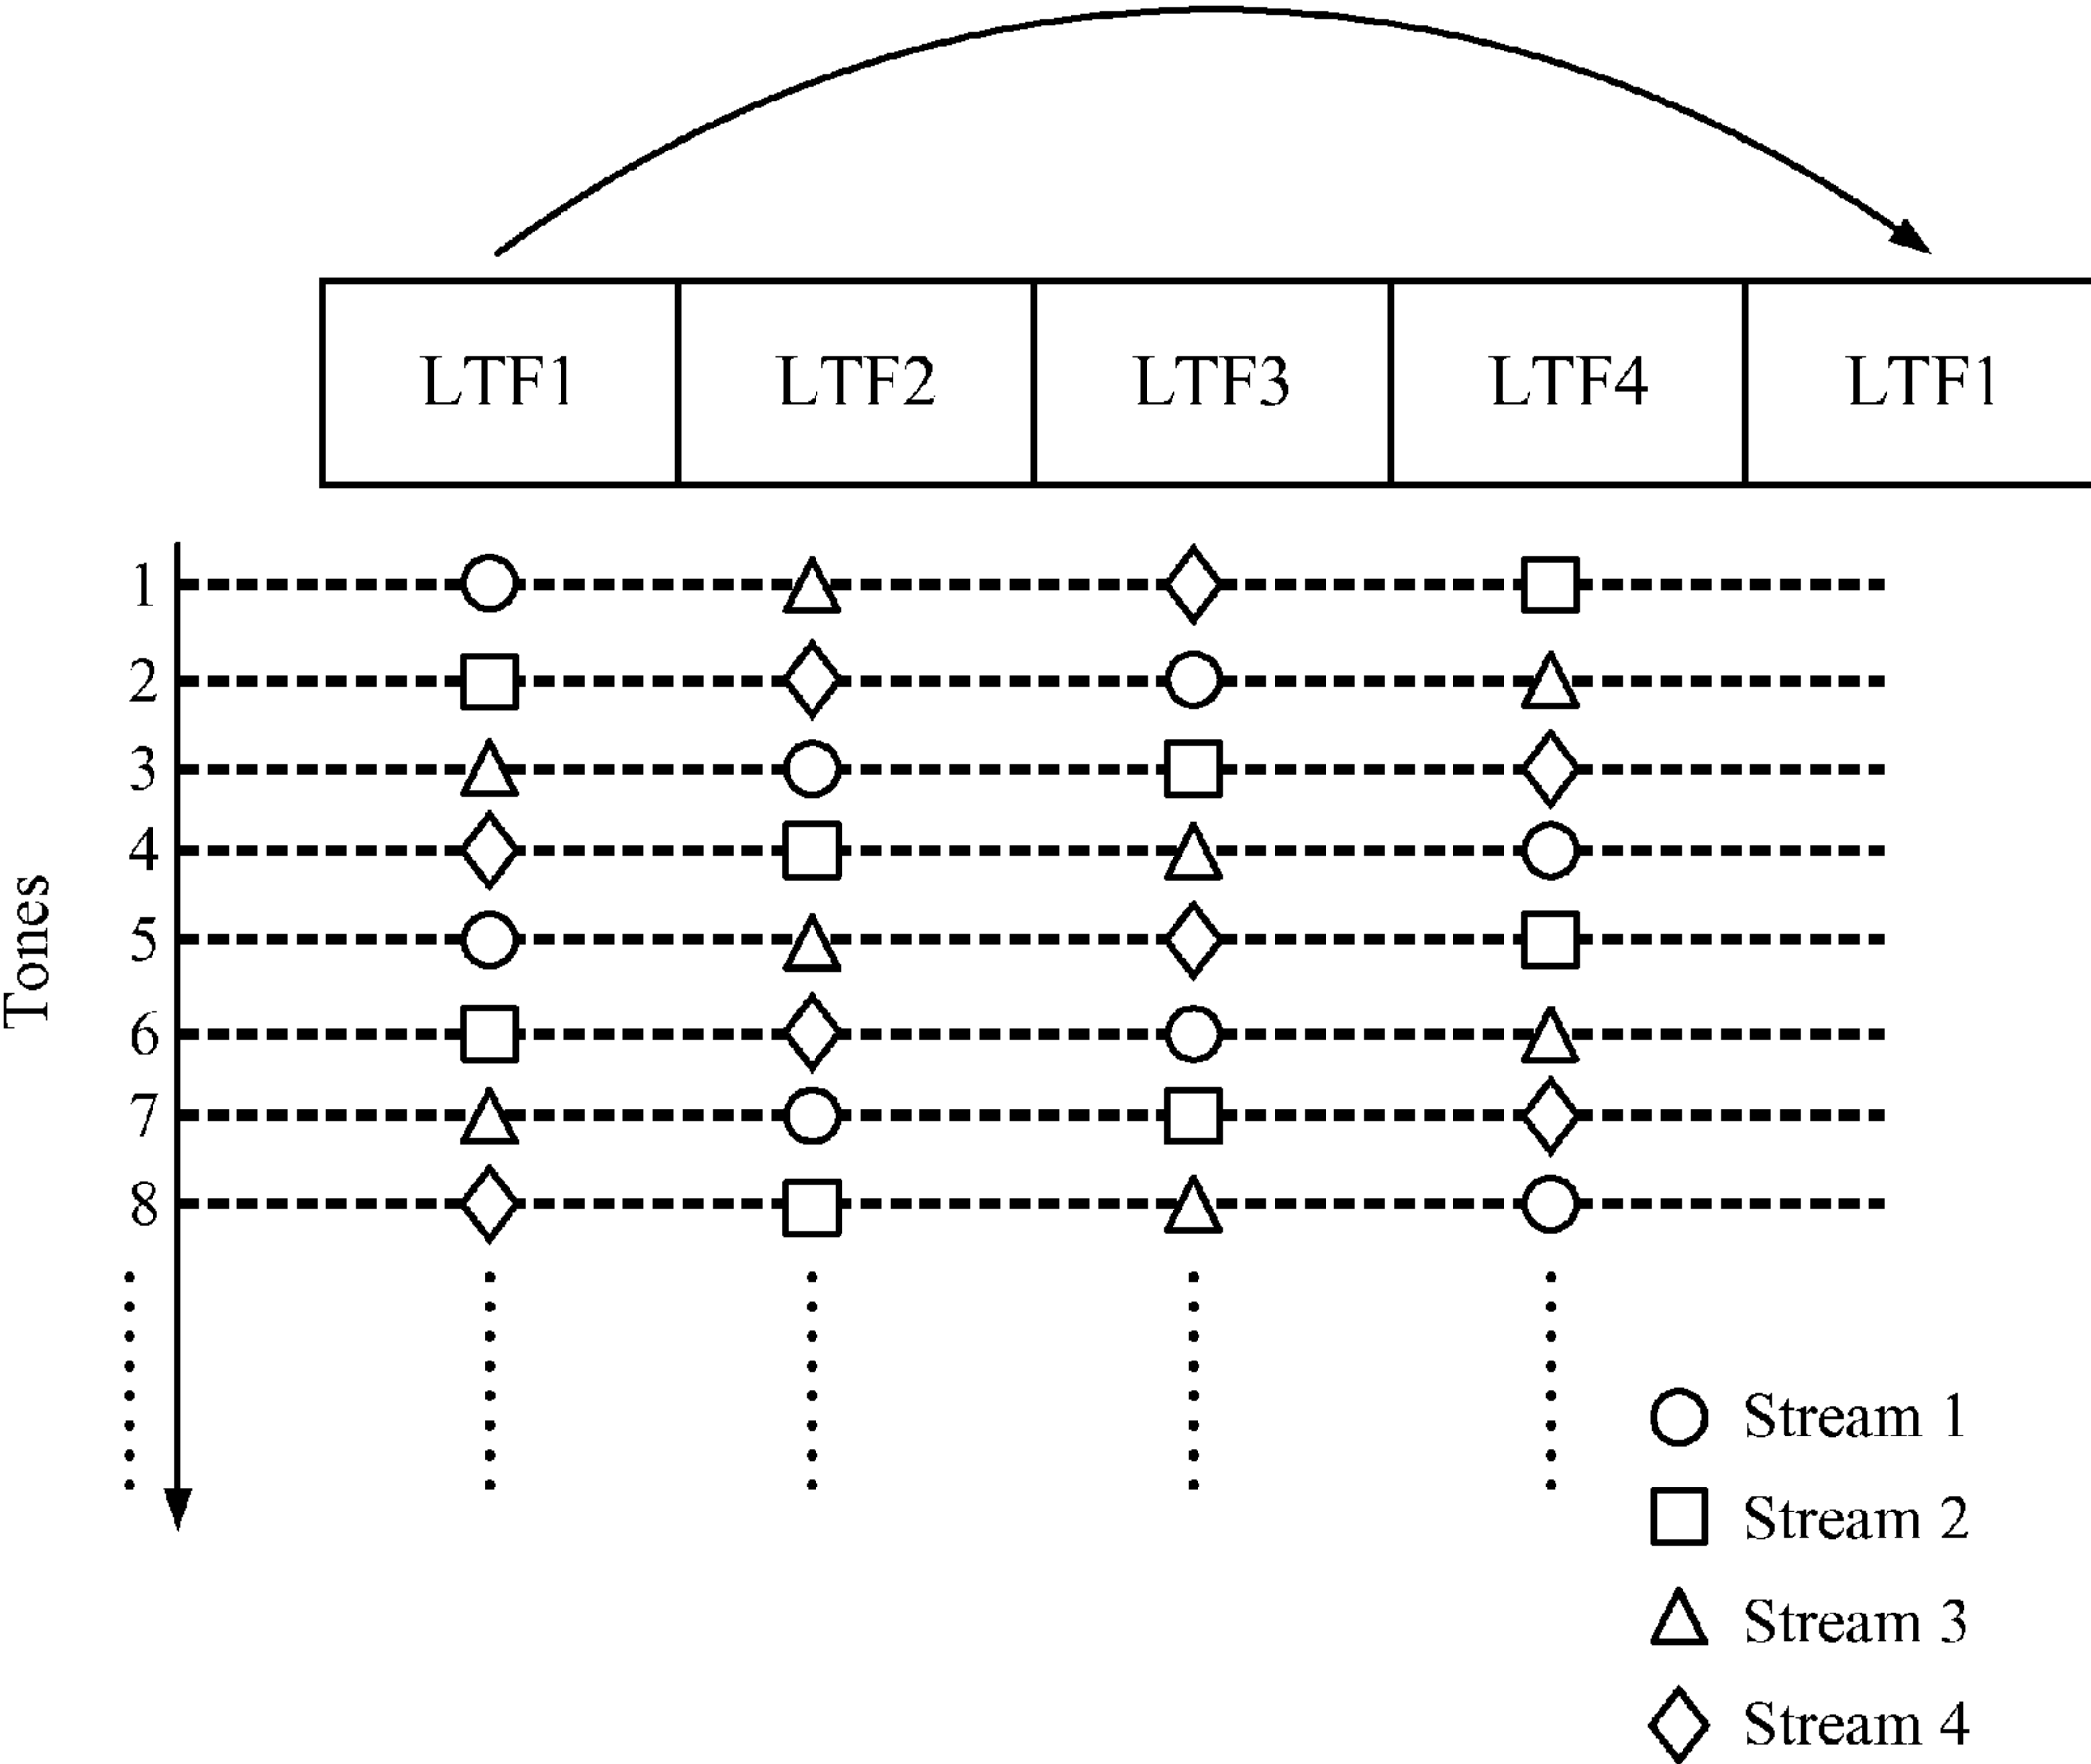 LTF1 LTF2 LTF3 LTF4 LTF1
1
2
3
4
5
6
7
8
Tones
Stream 1
Stream 2
Stream 3
Stream 4